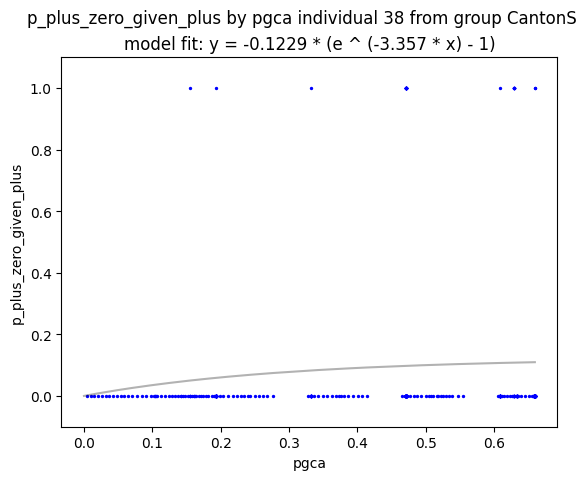 p_plus_zero_given_plus by pgca individual 38 from group CantonS
model fit: y = -0.1229 * (e ^ (-3.357 * x) - 1)
1.0
0.8
0.6
0.4
0.2
0.0
p_plus_zero_given_plus
0.0 0.1 0.2 0.3 0.4 0.5 0.6
pgca